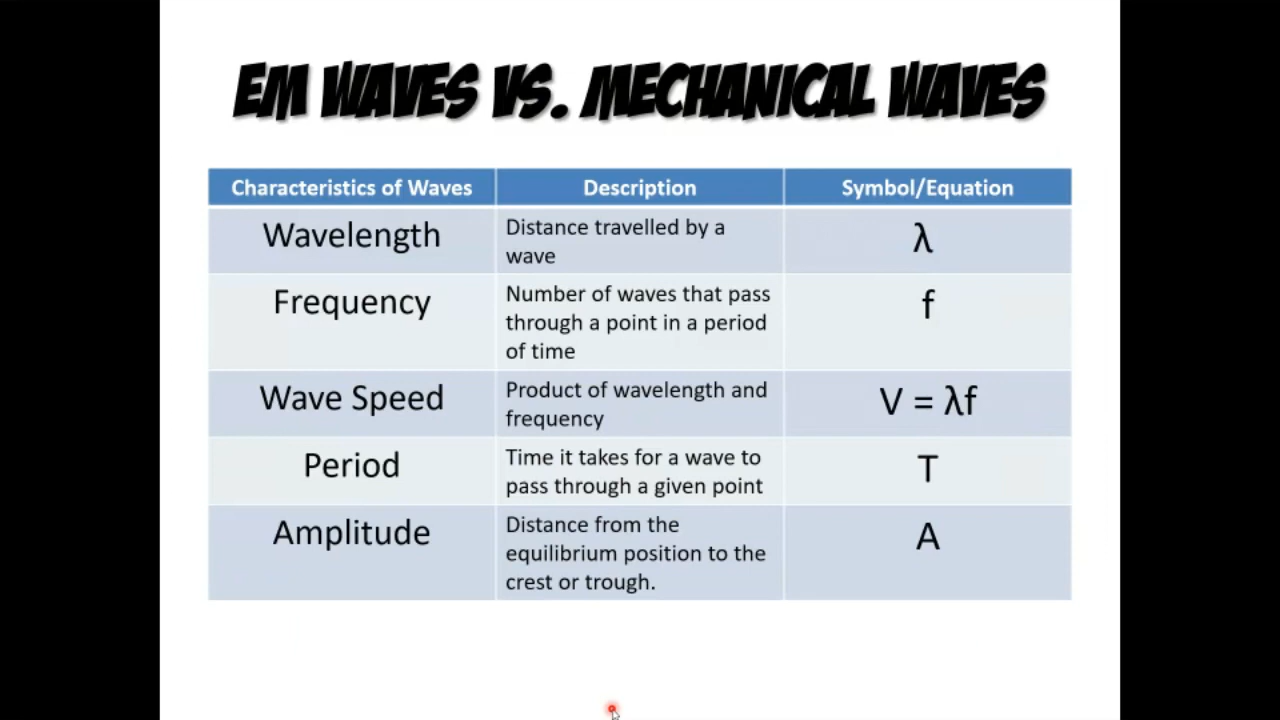 EM WAVES VS. MECHANICAL WAVES
Characteristics of Waves Description Symbol/Equation
Wavelength
Distance travelled by a
wave
λ
Frequency
Number of waves that pass
through a point in a period
of time
f
Wave Speed
Product of wavelength and
frequency
V = λf
Period
Time it takes for a wave to
pass through a given point
T
Amplitude
Distance from the
equilibrium position to the
crest or trough.
A